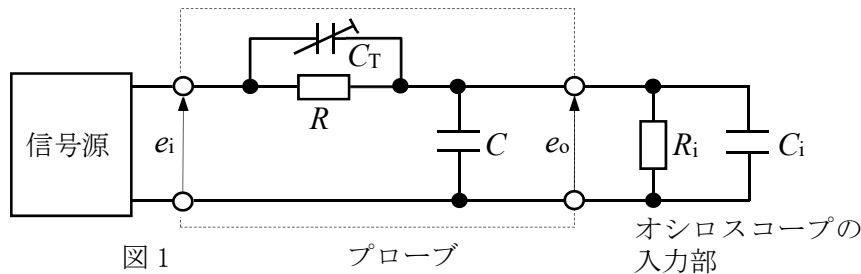 C_T
信号源
e_i
R
C
e_o
R_i
C_i
図1
プローブ
オシロスコープの
入力部